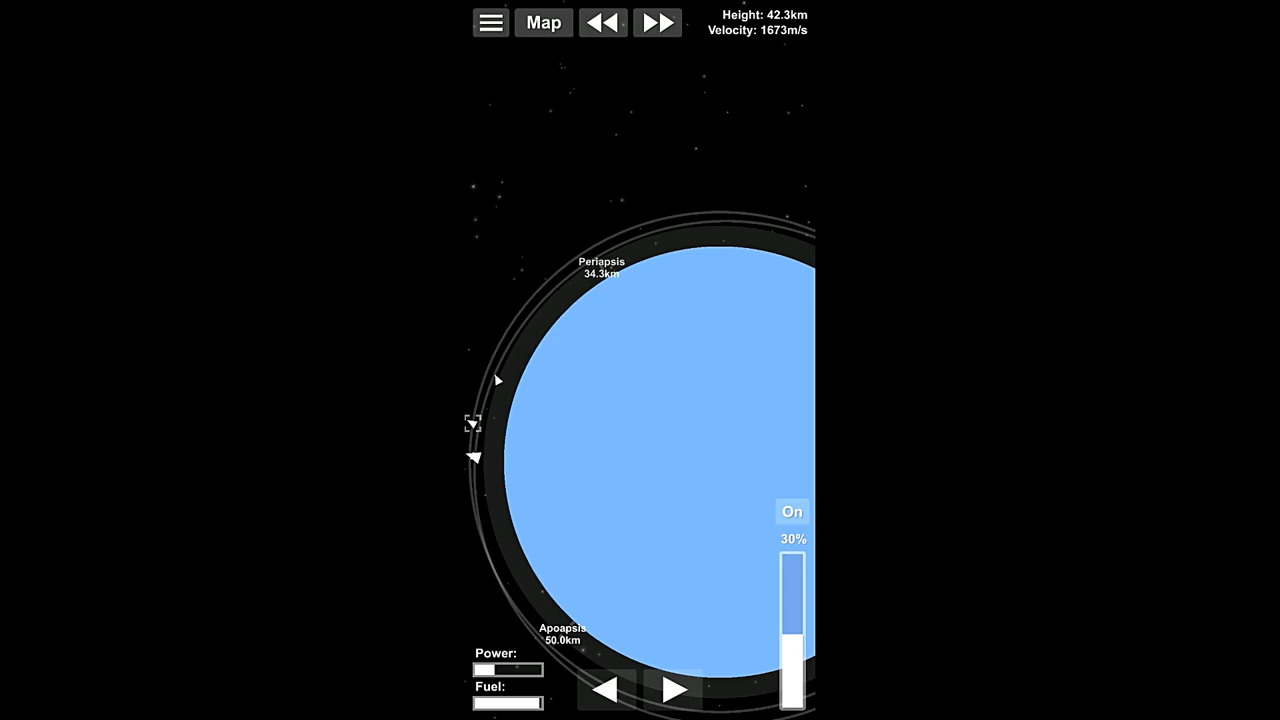 Map
Height: 42.3km
Velocity: 1673m/s
Periapsis
34.3km
On
30%
Apoapsis
50.0km
Power:
Fuel: